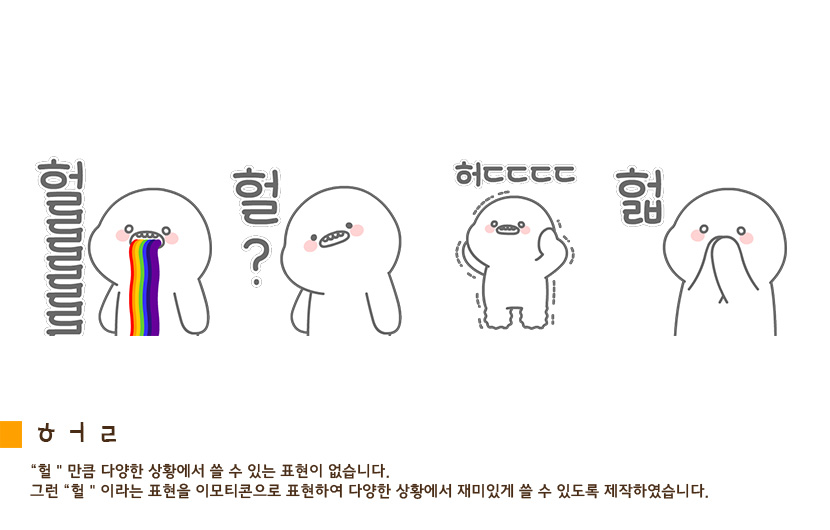 헐ㄹㄹㄹㄹㄹ
헐
?
허ㄷㄷㄷㄷ
헓
ㅎ ㅓ ㄹ
“헐 " 만큼 다양한 상황에서 쓸 수 있는 표현이 없습니다.
그런 “헐 " 이라는 표현을 이모티콘으로 표현하여 다양한 상황에서 재미있게 쓸 수 있도록 제작하였습니다.